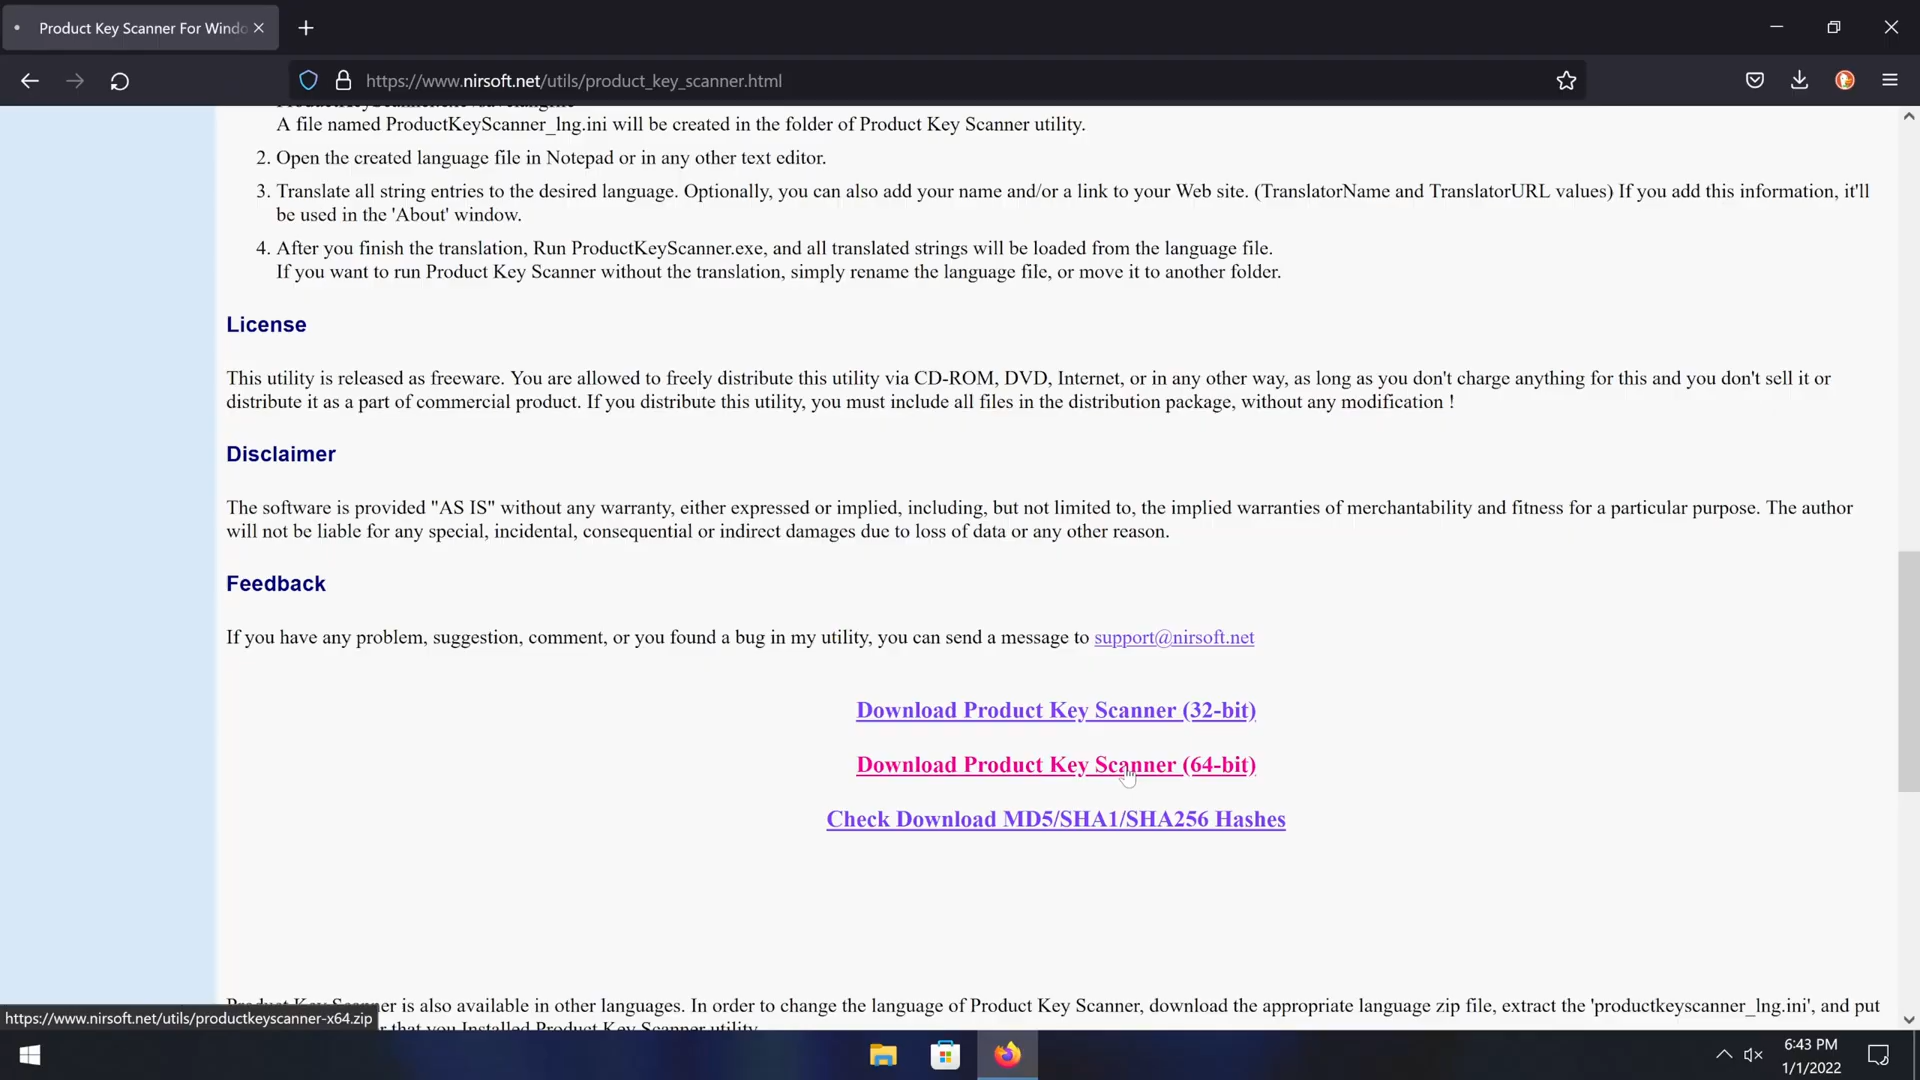 Product Key Scanner For Windo
https://www.nirsoft.net/utils/product_key_scanner.html
A file named ProductKeyScanner_lng.ini will be created in the folder of Product Key Scanner utility.
2. Open the created language file in Notepad or in any other text editor.
3. Translate all string entries to the desired language. Optionally, you can also add your name and/or a link to your Web site. (TranslatorName and TranslatorURL values) If you add this information, it'll
be used in the 'About' window.
4. After you finish the translation, Run ProductKeyScanner.exe, and all translated strings will be loaded from the language file.
If you want to run Product Key Scanner without the translation, simply rename the language file, or move it to another folder.
License
This utility is released as freeware. You are allowed to freely distribute this utility via CD-ROM, DVD, Internet, or in any other way, as long as you don't charge anything for this and you don't sell it or
distribute it as a part of commercial product. If you distribute this utility, you must include all files in the distribution package, without any modification !
Disclaimer
The software is provided "AS IS" without any warranty, either expressed or implied, including, but not limited to, the implied warranties of merchantability and fitness for a particular purpose. The author
will not be liable for any special, incidental, consequential or indirect damages due to loss of data or any other reason.
Feedback
If you have any problem, suggestion, comment, or you found a bug in my utility, you can send a message to support@nirsoft.net
Download Product Key Scanner (32-bit)
Download Product Key Scanner (64-bit)
Check Download MD5/SHA1/SHA256 Hashes
Product Key Scanner is also available in other languages. In order to change the language of Product Key Scanner, download the appropriate language zip file, extract the 'productkeyscanner_lng.ini', and put
https://www.nirsoft.net/utils/productkeyscanner-x64.zip
that you Installed Product Key Scanner utility
6:43 PM
1/1/2022